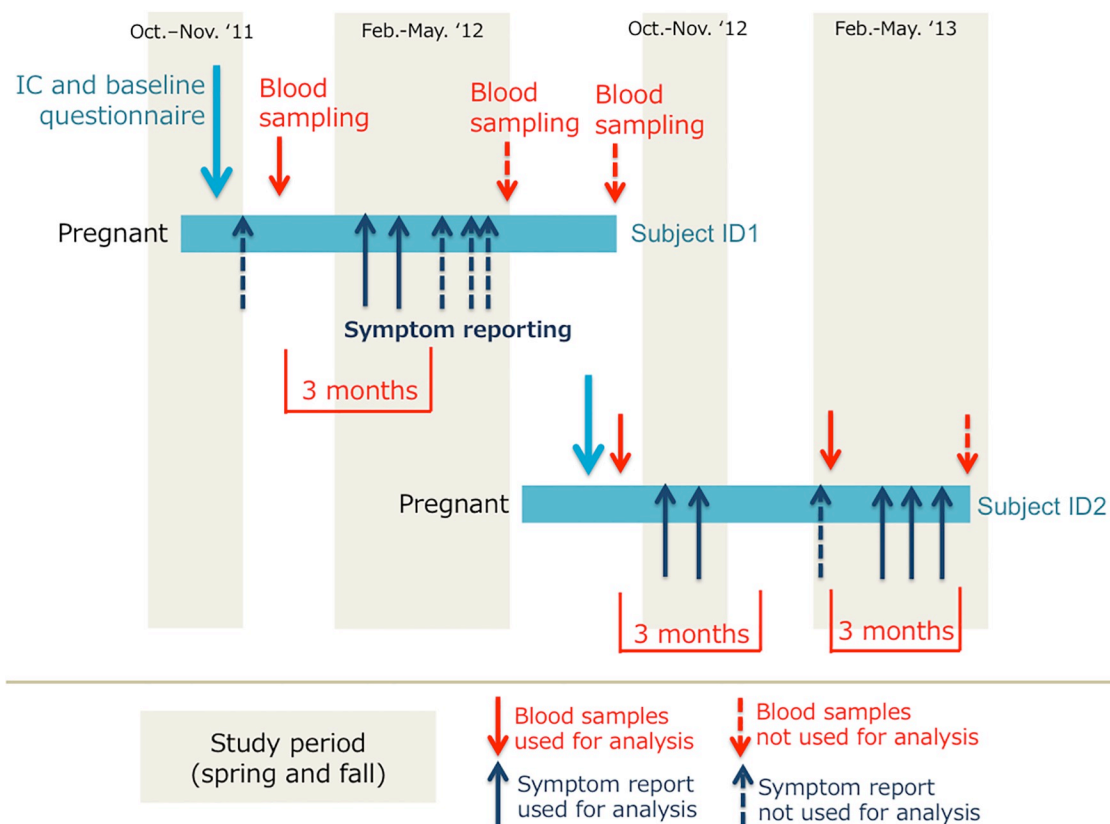 Oct.–Nov. ‘11
Feb.-May. ‘12
Oct.-Nov. ‘12
Feb.-May. ‘13
IC and baseline
questionnaire
Blood
sampling
Blood
sampling
Blood
sampling
Pregnant
Subject ID1
Symptom reporting
3 months
Pregnant
Subject ID2
3 months
3 months
Study period
(spring and fall)
Blood samples
used for analysis
Blood samples
not used for analysis
Symptom report
used for analysis
Symptom report
not used for analysis